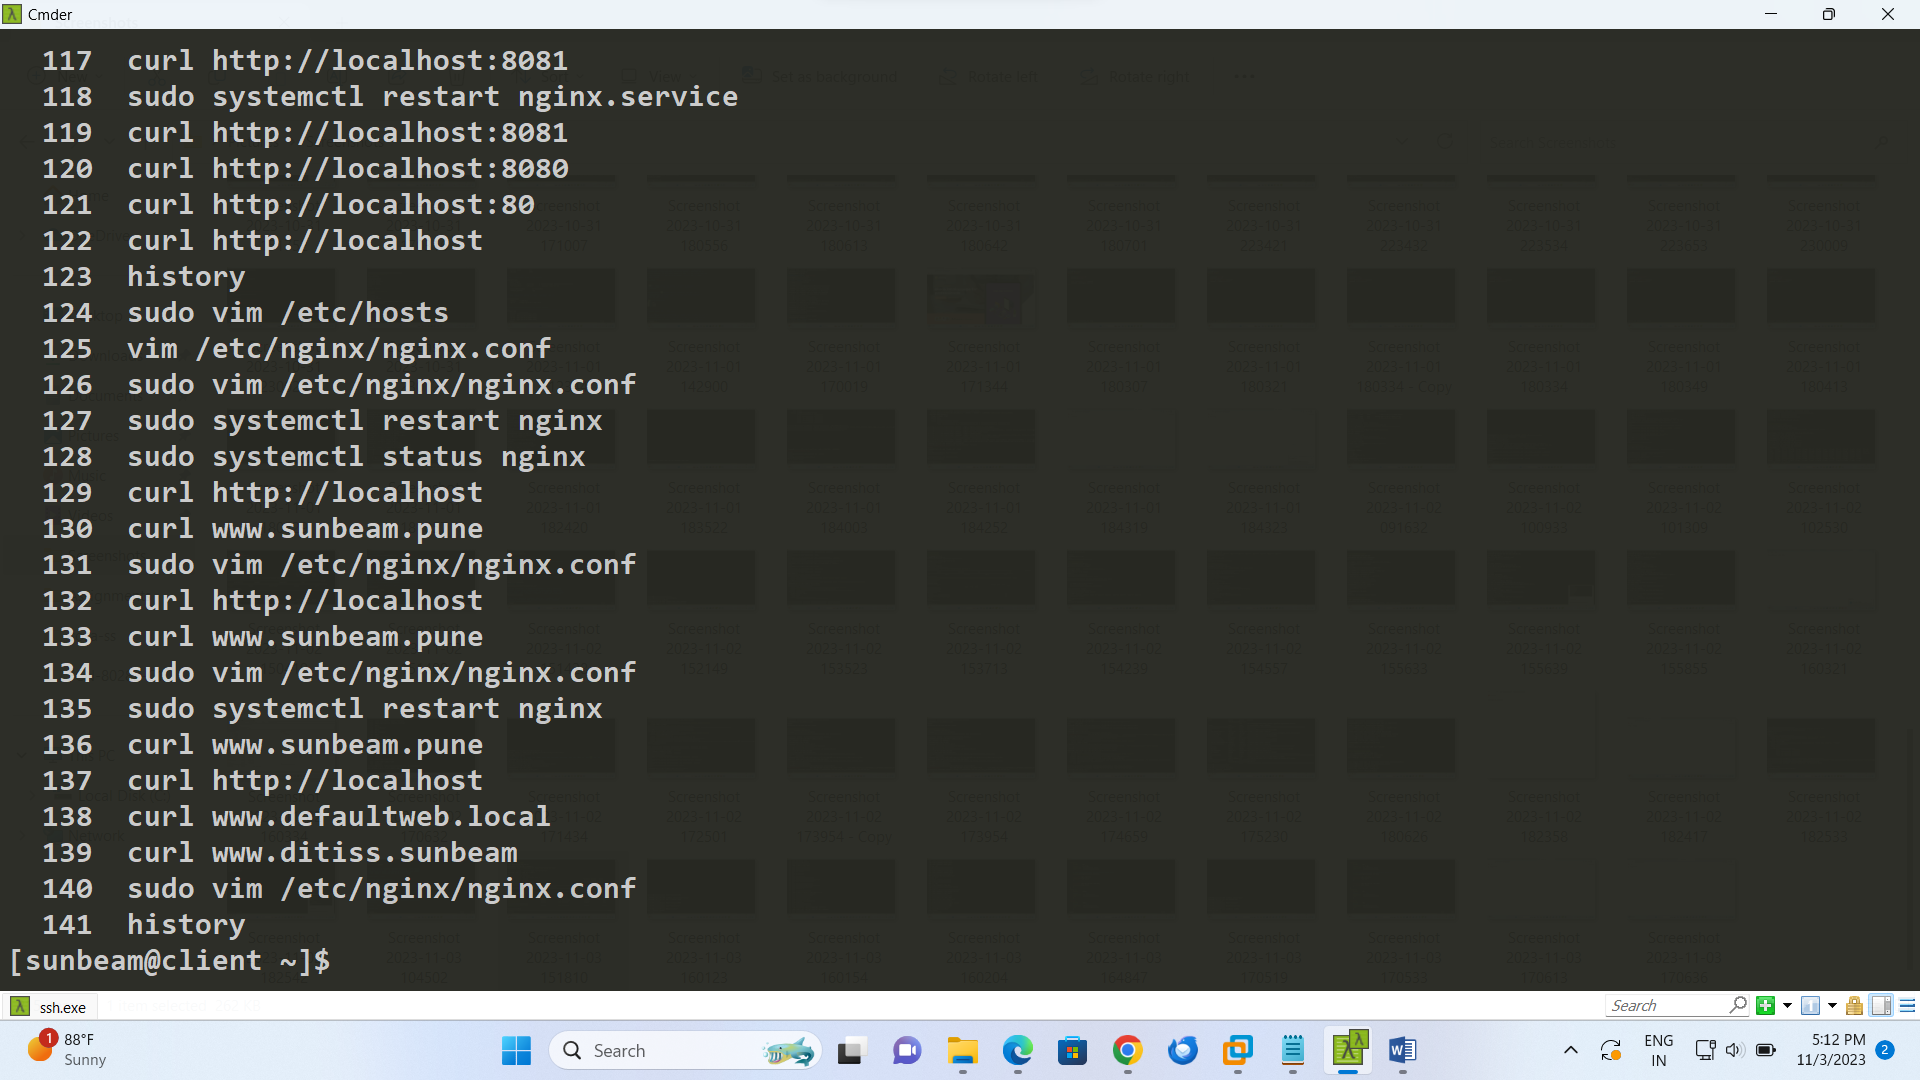 Cmder
117 curl http://localhost:8081
118 sudo systemctl restart nginx.service
119 curl http://localhost:8081
120 curl http://localhost:8080
121 curl http://localhost:80
122 curl http://localhost
123 history
124 sudo vim /etc/hosts
125 vim /etc/nginx/nginx.conf
126 sudo vim /etc/nginx/nginx.conf
127 sudo systemctl restart nginx
128 sudo systemctl status nginx
129 curl http://localhost
130 curl www.sunbeam.pune
131 sudo vim /etc/nginx/nginx.conf
132 curl http://localhost
133 curl www.sunbeam.pune
134 sudo vim /etc/nginx/nginx.conf
135 sudo systemctl restart nginx
136 curl www.sunbeam.pune
137 curl http://localhost
138 curl www.defaultweb.local
139 curl www.ditiss.sunbeam
140 sudo vim /etc/nginx/nginx.conf
141 history
[sunbeam@client ~]$
ssh.exe
Search
1
88°F
Sunny
Search
ENG
IN
5:12 PM
11/3/2023
2